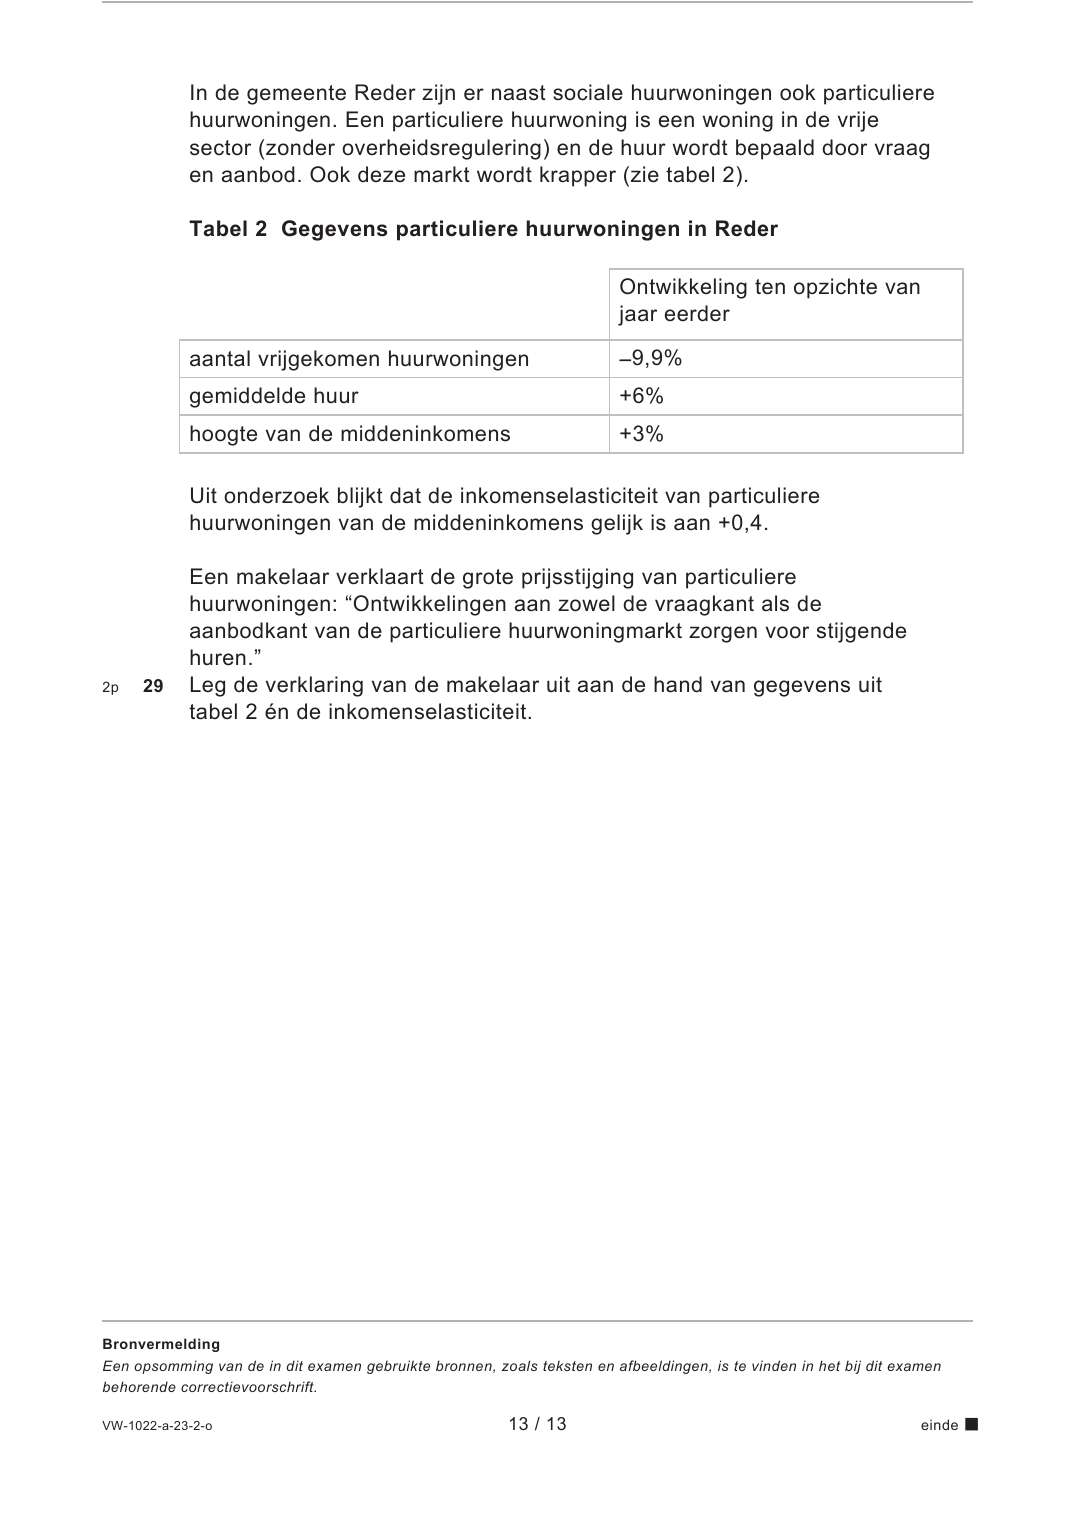 In de gemeente Reder zijn er naast sociale huurwoningen ook particuliere
huurwoningen. Een particuliere huurwoning is een woning in de vrije
sector (zonder overheidsregulering) en de huur wordt bepaald door vraag
en aanbod. Ook deze markt wordt krapper (zie tabel 2).
Tabel 2 Gegevens particuliere huurwoningen in Reder
Ontwikkeling ten opzichte van
jaar eerder
aantal vrijgekomen huurwoningen –9,9%
gemiddelde huur +6%
hoogte van de middeninkomens +3%
Uit onderzoek blijkt dat de inkomenselasticiteit van particuliere
huurwoningen van de middeninkomens gelijk is aan +0,4.
Een makelaar verklaart de grote prijsstijging van particuliere
huurwoningen: “Ontwikkelingen aan zowel de vraagkant als de
aanbodkant van de particuliere huurwoningmarkt zorgen voor stijgende
huren.”
2p 29 Leg de verklaring van de makelaar uit aan de hand van gegevens uit
tabel 2 én de inkomenselasticiteit.
Bronvermelding
Een opsomming van de in dit examen gebruikte bronnen, zoals teksten en afbeeldingen, is te vinden in het bij dit examen
behorende correctievoorschrift.
VW-1022-a-23-2-o 13 / 13 einde ■